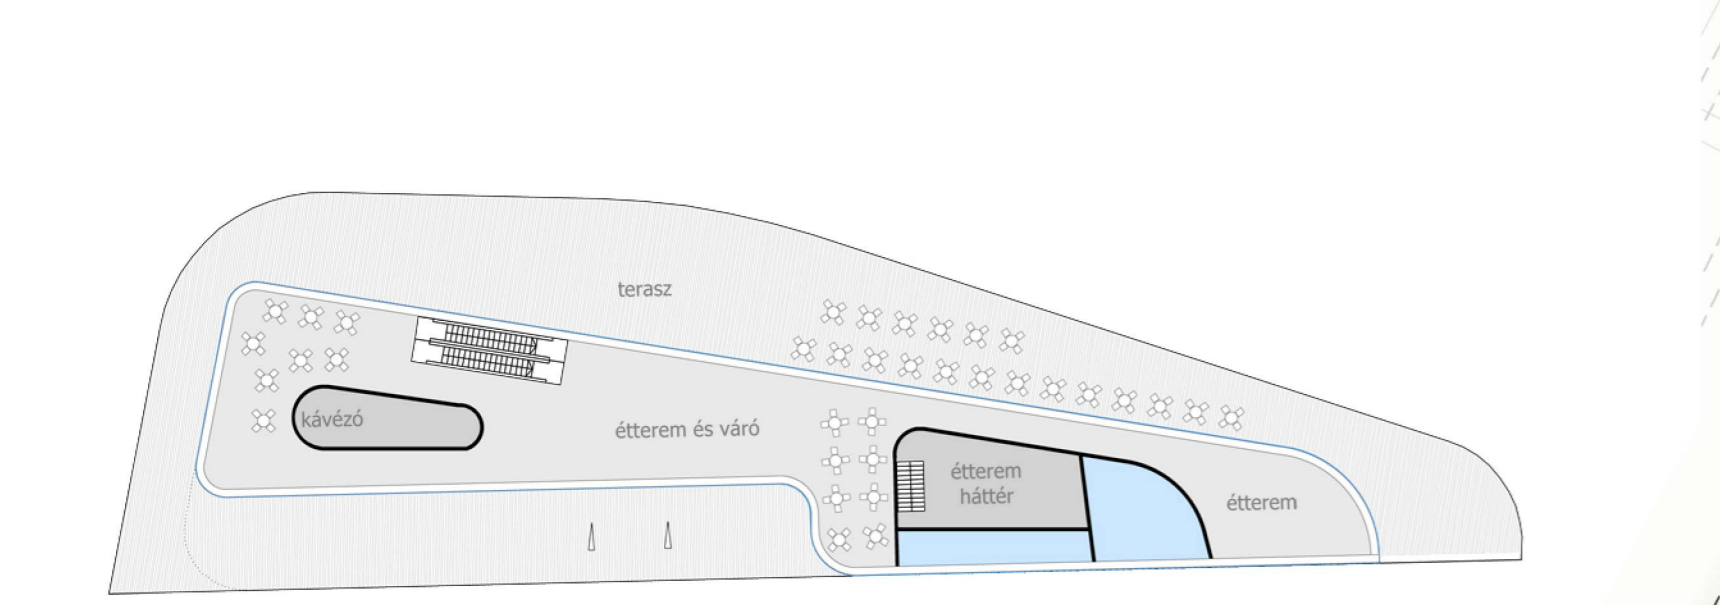 terasz
kávézó
étterem és váró
étterem
háttér
étterem